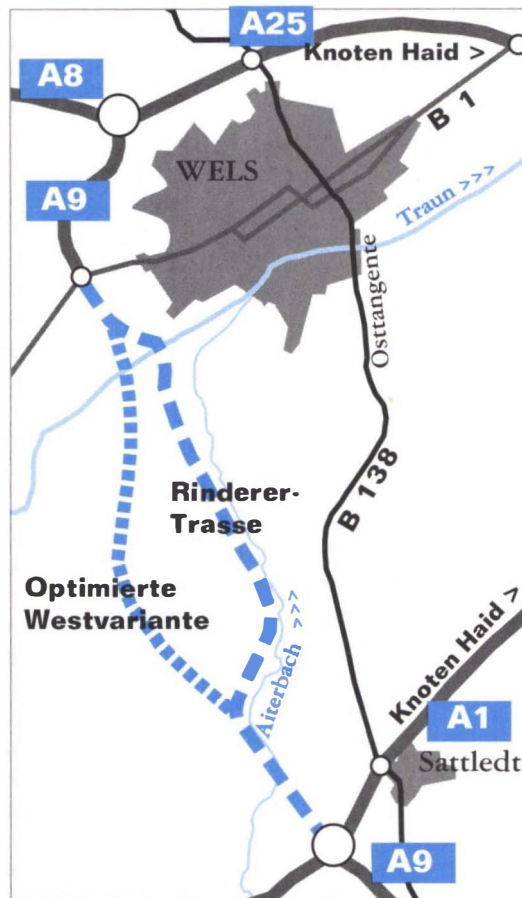 A25
Knoten Haid >
A8
B 1
WELS
A9
Traun >>>
Osttangente
Rinderer-
Trasse
B 138
Optimierte
Westvariante
Aiterbach >>>
Knoten Haid >
A1
Sattledt
A9